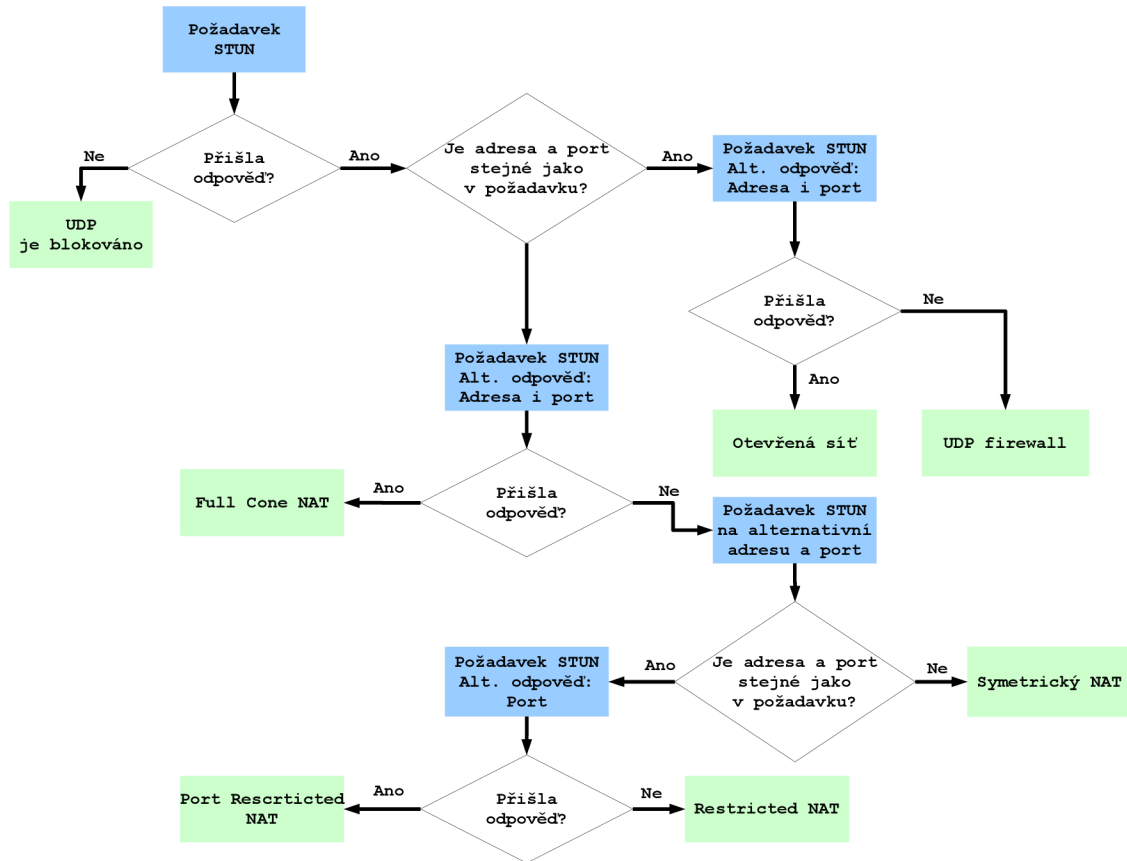 Požadavek
STUN
Ne
Přišla
odpověď?
Ano
Je adresa a port
stejné jako
v požadavku?
Ano
Požadavek STUN
Alt. odpověď:
Adresa i port
UDP
je blokováno
Přišla
odpověď?
Ne
Ano
Požadavek STUN
Alt. odpověď:
Adresa i port
Otevřená síť
UDP firewall
Full Cone NAT
Ano
Přišla
odpověď?
Ne
Požadavek STUN
na alternativní
adresu a port
Požadavek STUN
Alt. odpověď:
Port
Ano
Je adresa a port
stejné jako
v požadavku?
Ne
Symetrický NAT
Port Rescrticted
NAT
Ano
Přišla
odpověď?
Ne
Restricted NAT